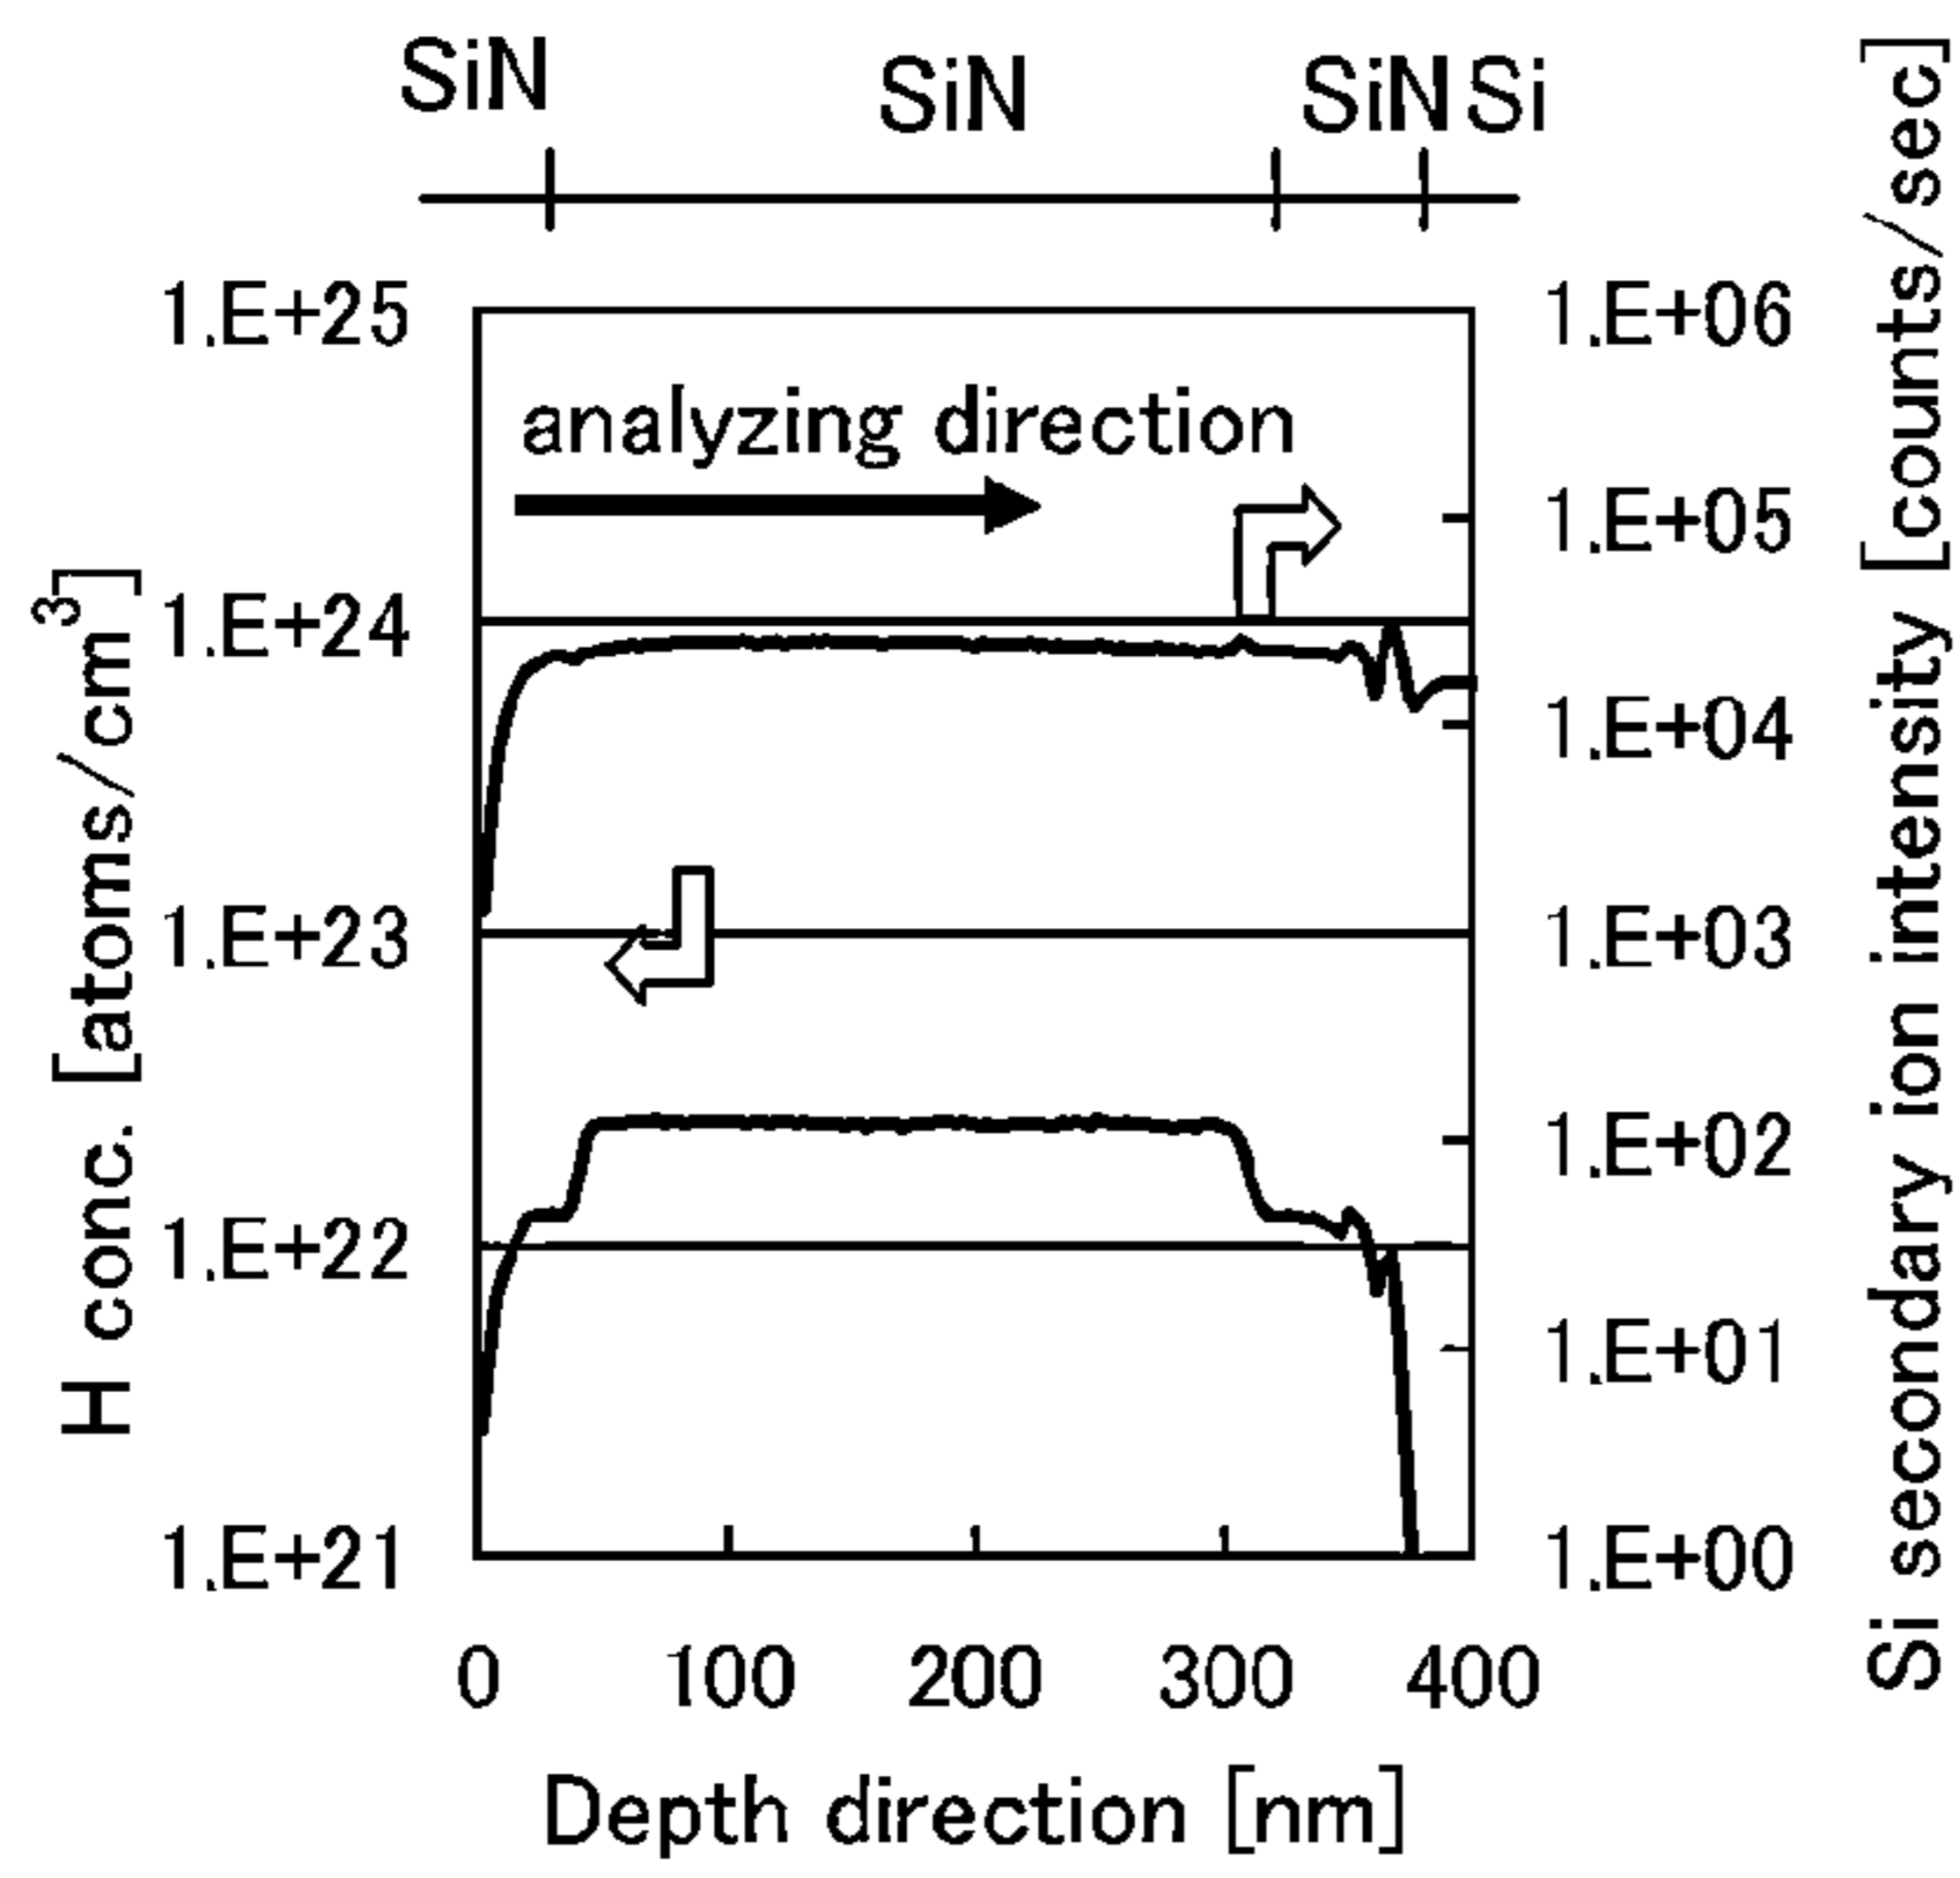 SiN SiN SiN Si
analyzing direction
H conc. [atoms/cm³]
1.E+25
1.E+24
1.E+23
1.E+22
1.E+21
Si secondary ion intensity [counts/sec]
1.E+06
1.E+05
1.E+04
1.E+03
1.E+02
1.E+01
1.E+00
0 100 200 300 400
Depth direction [nm]